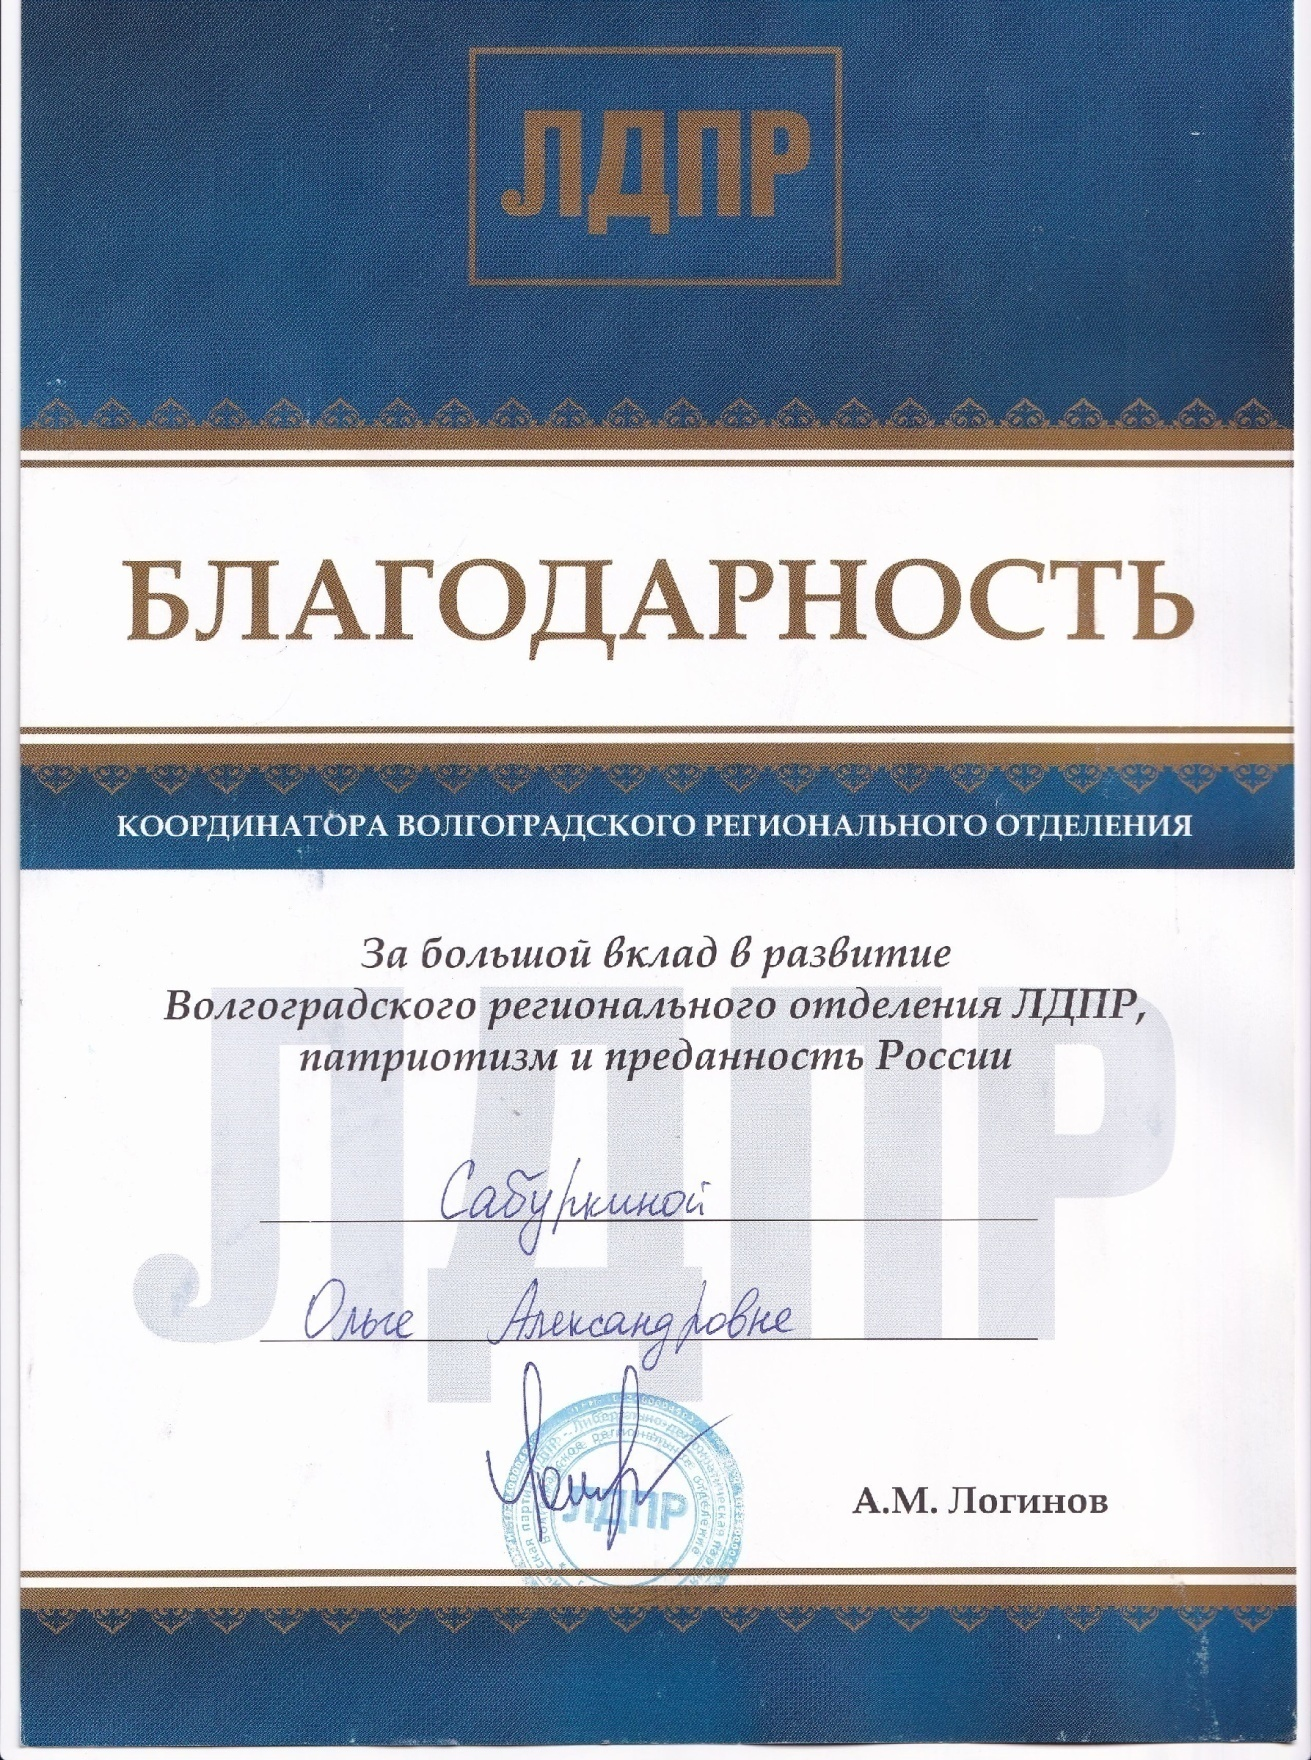 ЛДПР
БЛАГОДАРНОСТЬ
КООРДИНАТОРА ВОЛГОГРАДСКОГО РЕГИОНАЛЬНОГО ОТДЕЛЕНИЯ
За большой вклад в развитие
Волгоградского регионального отделения ЛДПР,
патриотизм и преданность России
Сабуркиной
Ольге Александровне
ЛДПР
А.М. Логинов